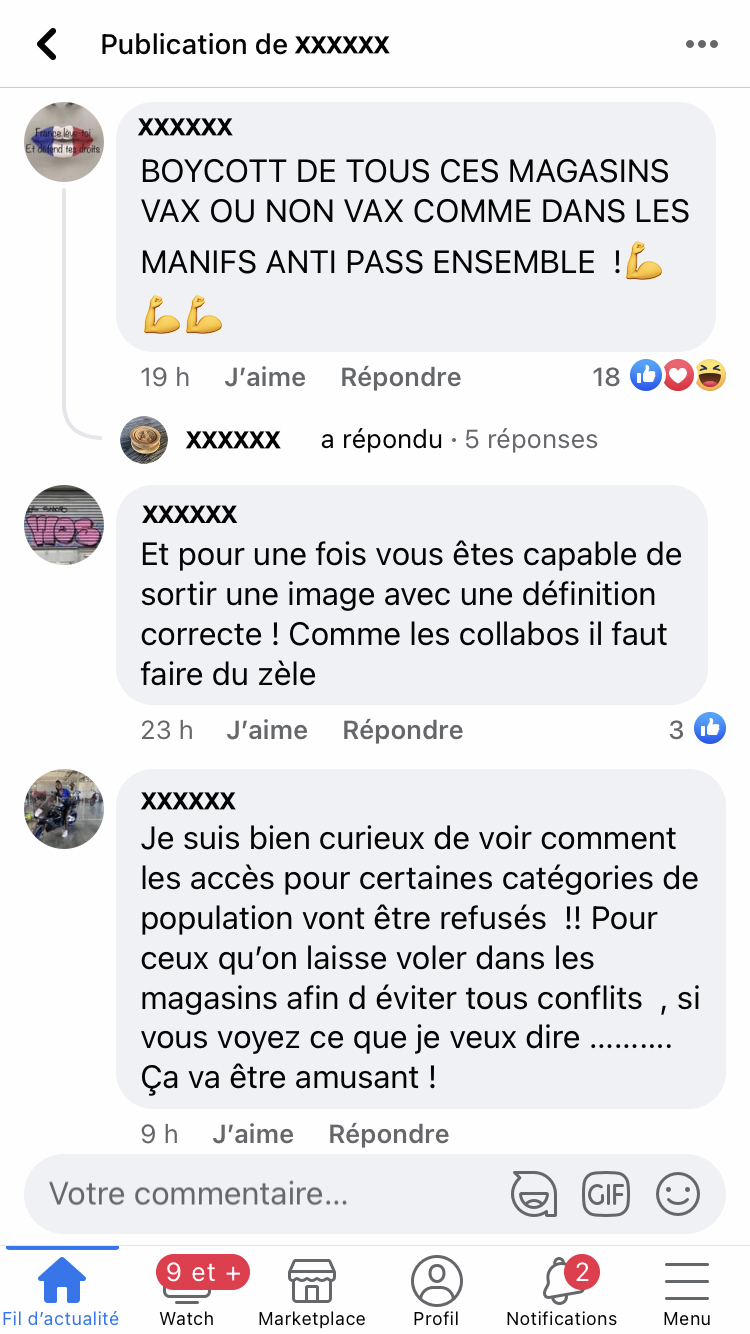 Publication de xxxxxx
France lève-toi
Et défend tes droits
xxxxxx
BOYCOTT DE TOUS CES MAGASINS
VAX OU NON VAX COMME DANS LES
MANIFS ANTI PASS ENSEMBLE  !💪
💪💪
19 h J'aime Répondre 18
xxxxxx a répondu · 5 réponses
xxxxxx
Et pour une fois vous êtes capable de
sortir une image avec une définition
correcte ! Comme les collabos il faut
faire du zèle
23 h J'aime Répondre 3
xxxxxx
Je suis bien curieux de voir comment
les accès pour certaines catégories de
population vont être refusés  !! Pour
ceux qu'on laisse voler dans les
magasins afin d éviter tous conflits  , si
vous voyez ce que je veux dire ..........
Ça va être amusant !
9 h J'aime Répondre
Votre commentaire... GIF
9 et + 2
Fil d'actualité Watch Marketplace Profil Notifications Menu